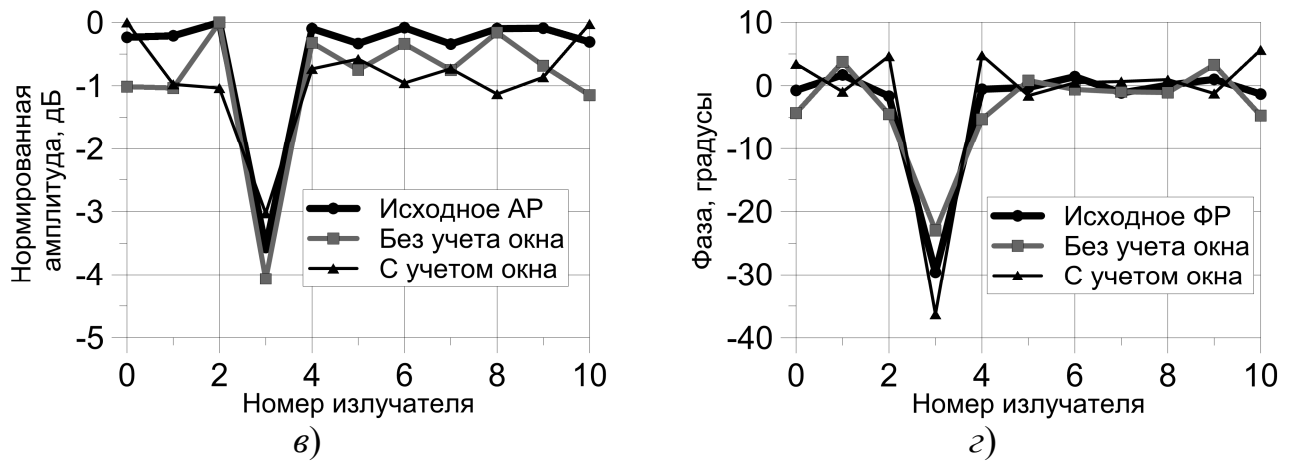 Нормированная
амплитуда, дБ
0
-1
-2
-3
-4
-5
Исходное АР
Без учета окна
С учетом окна
0 2 4 6 8 10
Номер излучателя
в)
Фаза, градусы
10
0
-10
-20
-30
-40
Исходное ФР
Без учета окна
С учетом окна
0 2 4 6 8 10
Номер излучателя
г)